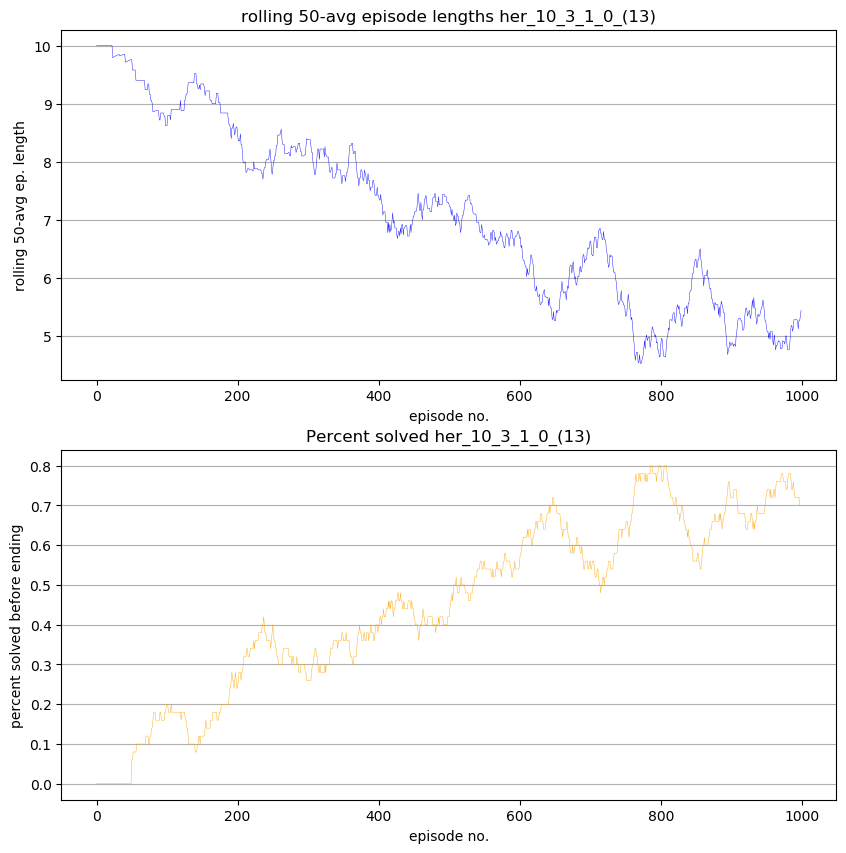 rolling 50-avg episode lengths her_10_3_1_0_(13)
10
9
8
7
6
5
rolling 50-avg ep. length
0 200 400 600 800 1000
episode no.
Percent solved her_10_3_1_0_(13)
0.8
0.7
0.6
0.5
0.4
0.3
0.2
0.1
0.0
percent solved before ending
0 200 400 600 800 1000
episode no.